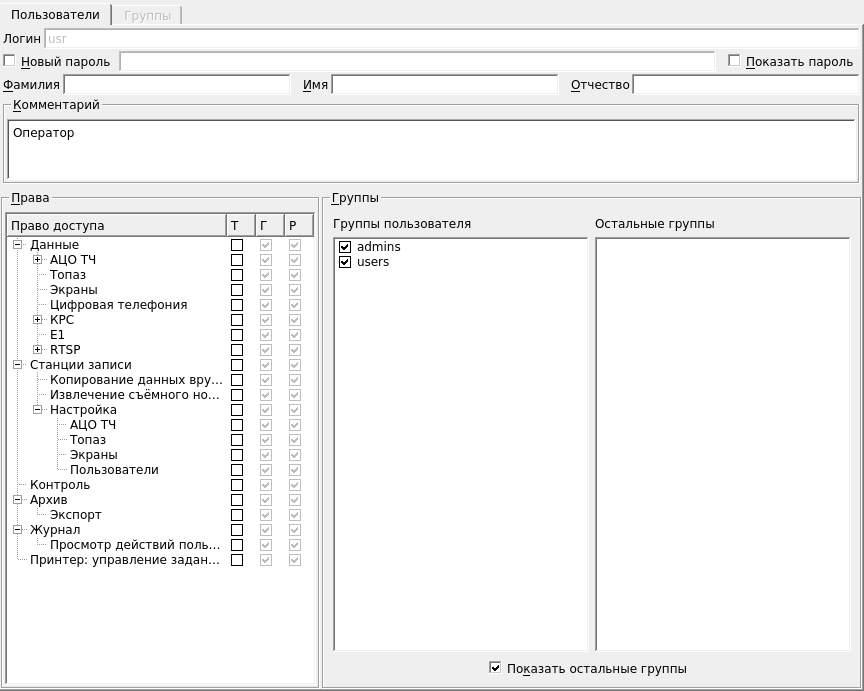 Пользователи Группы
Логин usr
Новый пароль Показать пароль
Фамилия Имя Отчество
Комментарий
Оператор
Права
Право доступа Т Г Р
Данные
АЦО ТЧ
Топаз
Экраны
Цифровая телефония
КРС
Е1
RTSP
Станции записи
Копирование данных вру...
Извлечение съёмного но...
Настройка
АЦО ТЧ
Топаз
Экраны
Пользователи
Контроль
Архив
Экспорт
Журнал
Просмотр действий поль...
Принтер: управление задан...
Группы
Группы пользователя Остальные группы
admins
users
Показать остальные группы